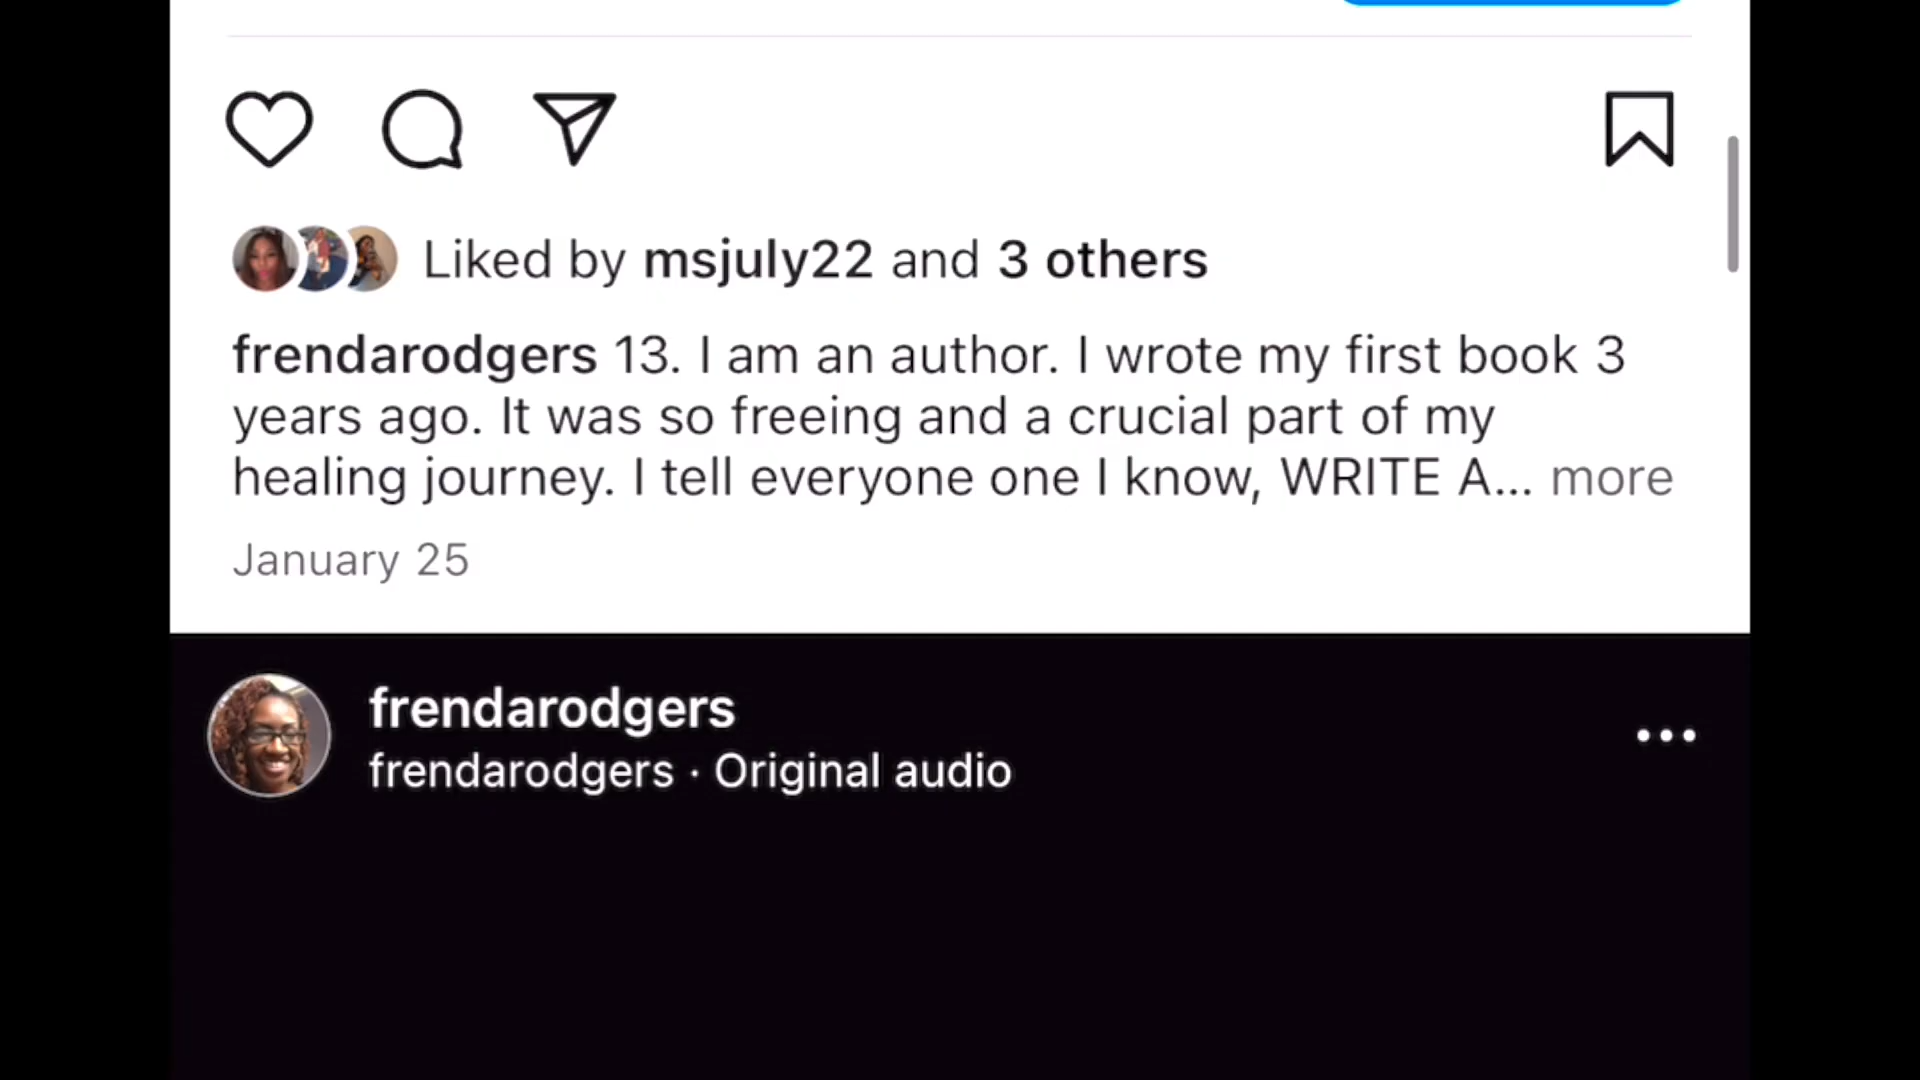 Liked by msjuly22 and 3 others
frendarodgers 13. I am an author. I wrote my first book 3
years ago. It was so freeing and a crucial part of my
healing journey. I tell everyone one I know, WRITE A... more
January 25
frendarodgers
frendarodgers · Original audio